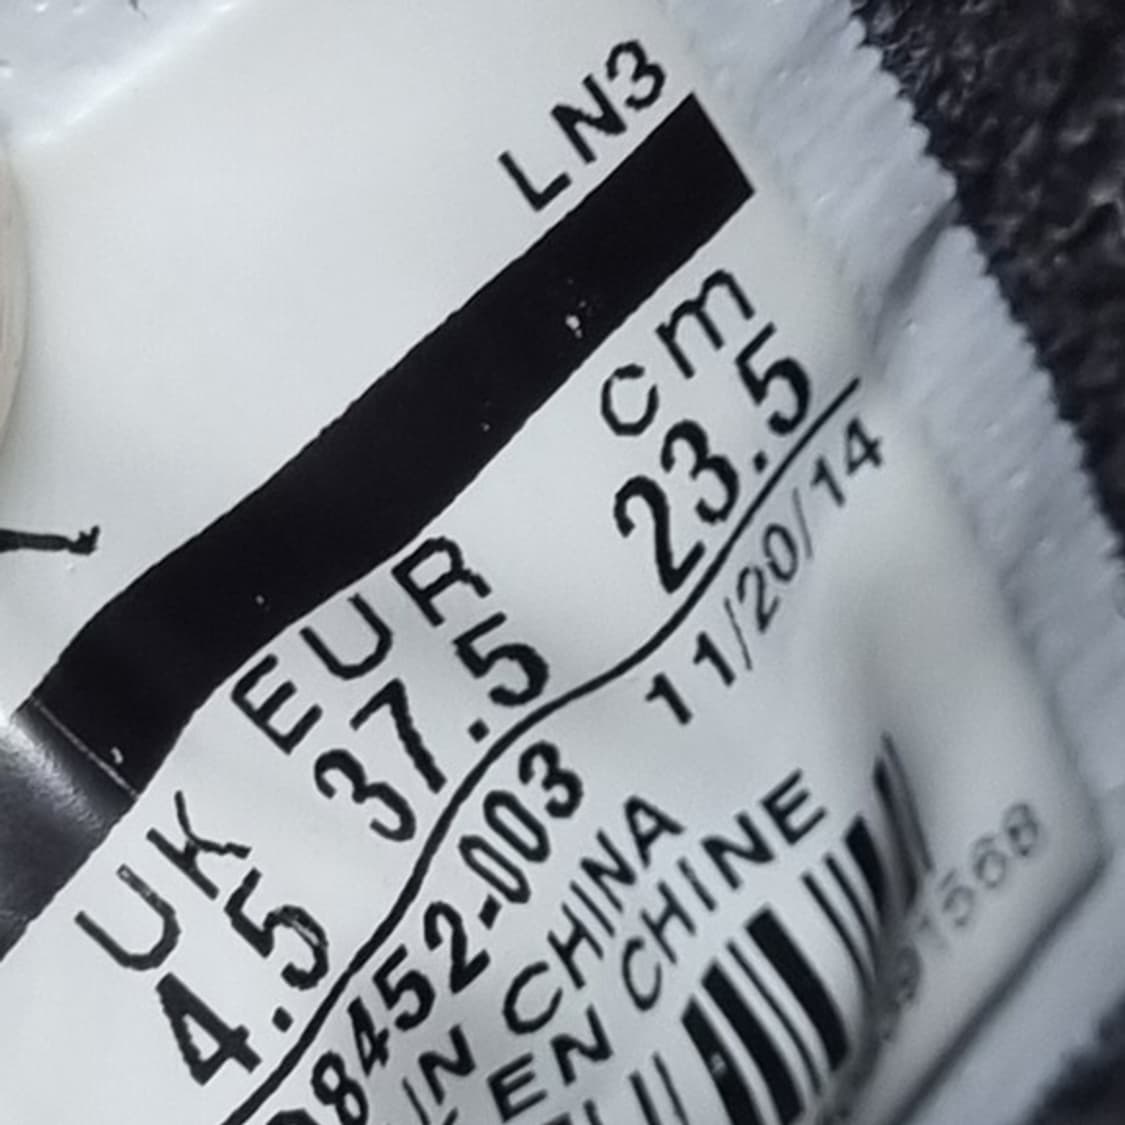 LN3
UK EUR cm
4.5 37.5 23.5
8452-003 11/20/14
IN CHINA
EN CHINE